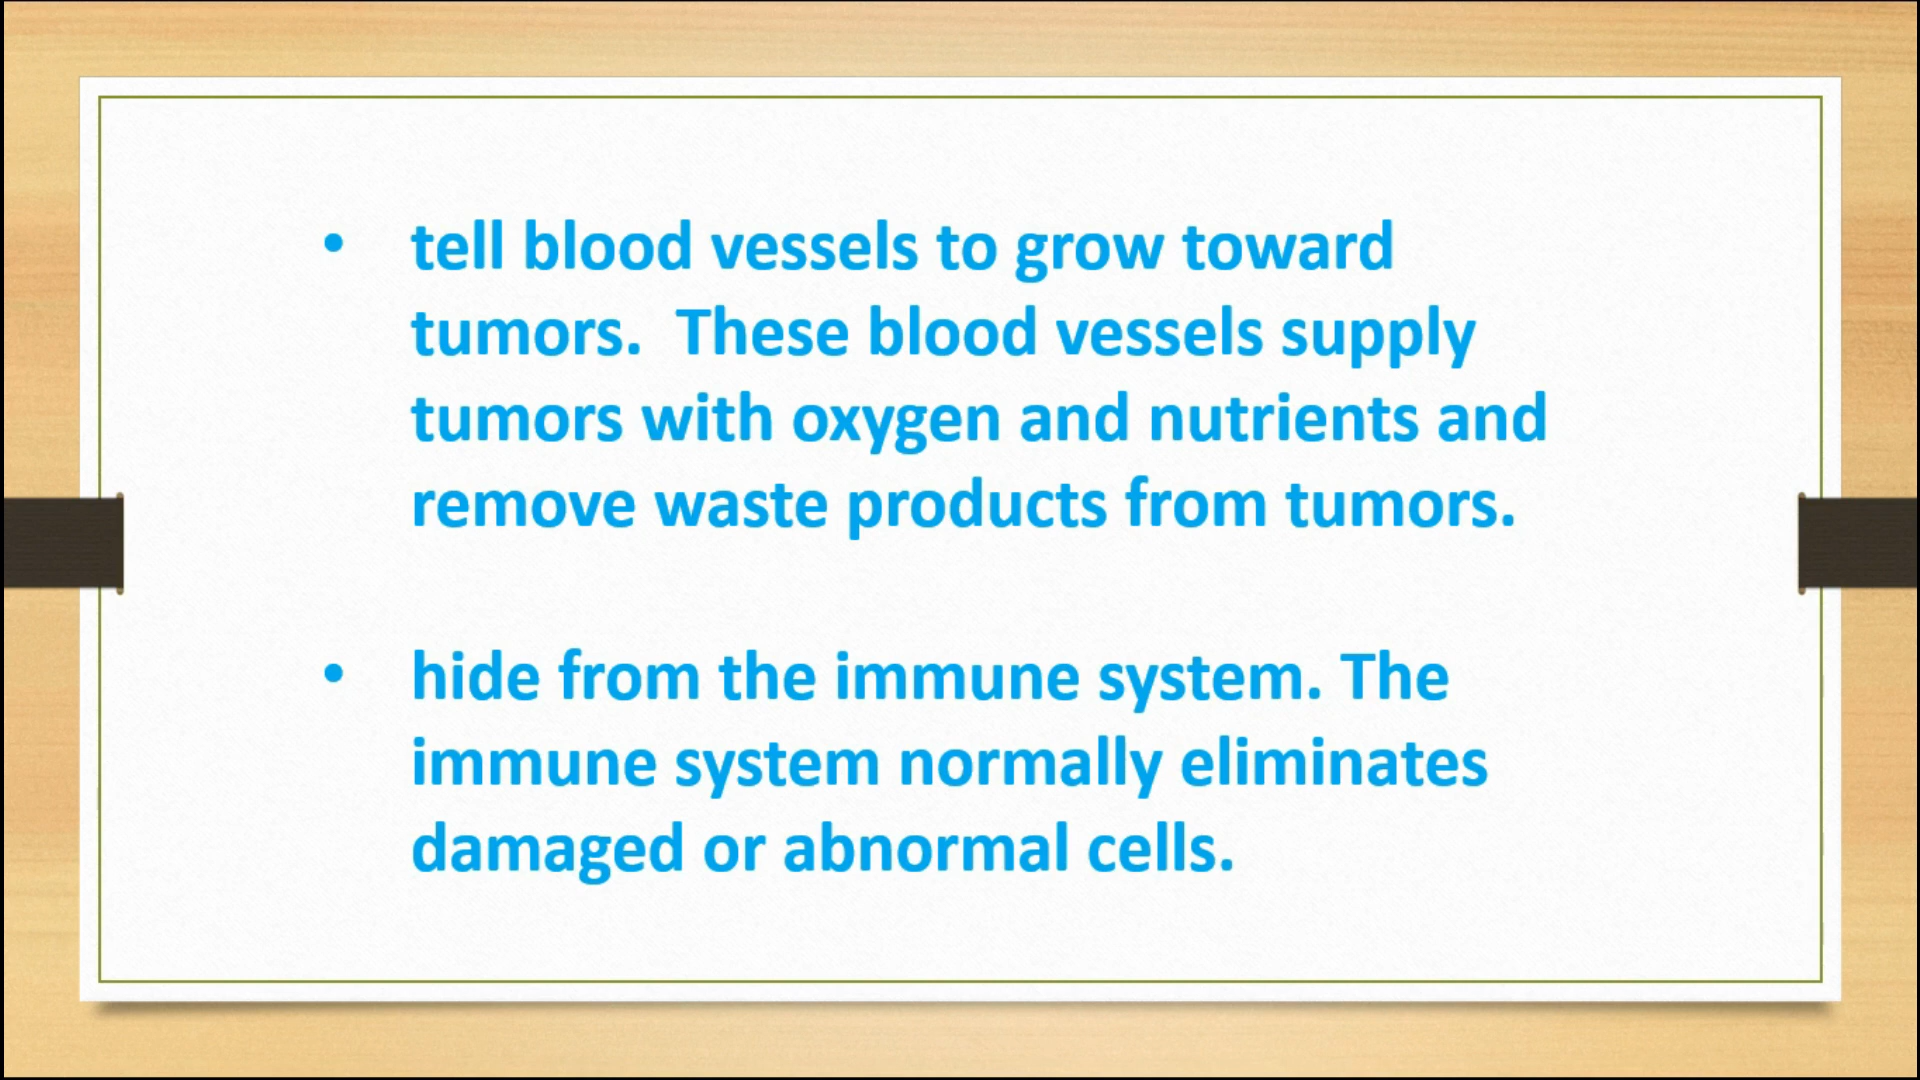 • tell blood vessels to grow toward
tumors.  These blood vessels supply
tumors with oxygen and nutrients and
remove waste products from tumors.
• hide from the immune system. The
immune system normally eliminates
damaged or abnormal cells.